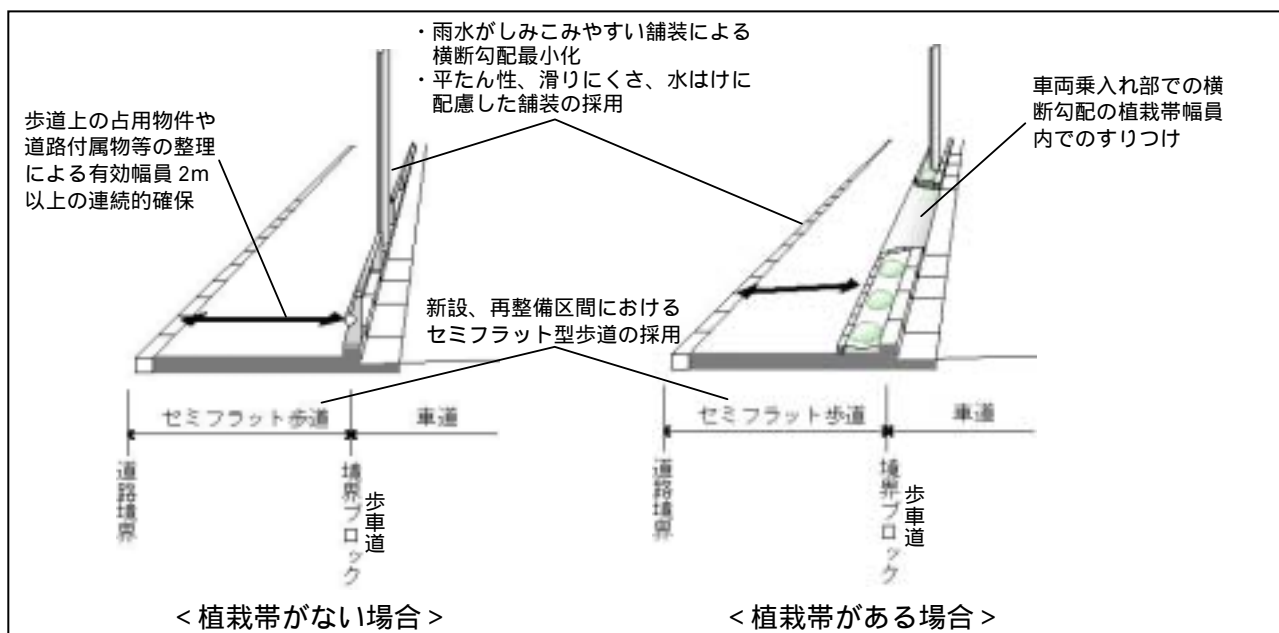 ・雨水がしみこみやすい舗装による
横断勾配最小化
・平たん性、滑りにくさ、水はけに
配慮した舗装の採用
車両乗入れ部での横
断勾配の植栽帯幅員
内でのすりつけ
歩道上の占用物件や
道路付属物等の整理
による有効幅員 2m
以上の連続的確保
新設、再整備区間における
セミフラット型歩道の採用
セミフラット歩道
車道
道路境界
歩車道
境界ブロック
セミフラット歩道
車道
道路境界
歩車道
境界ブロック
＜植栽帯がない場合＞
＜植栽帯がある場合＞